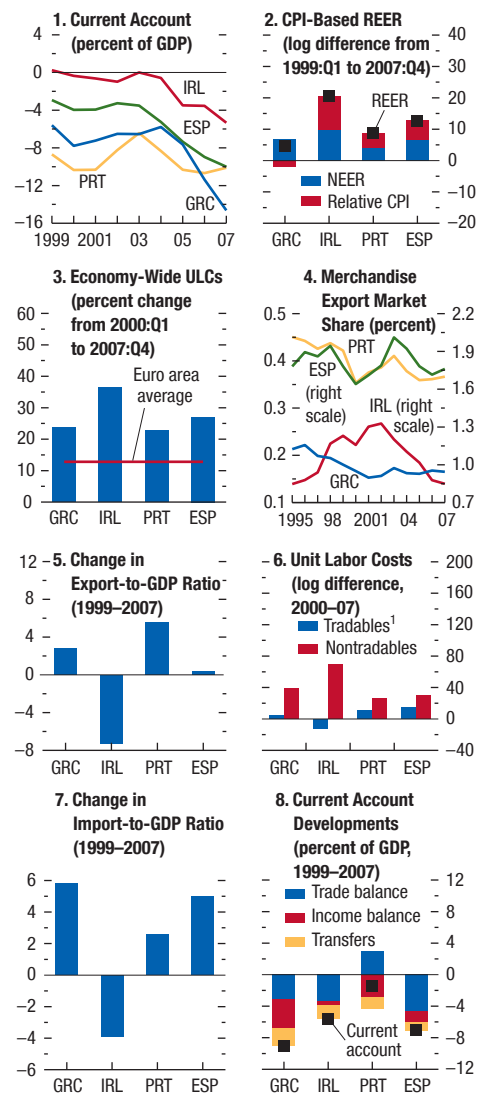 1. Current Account
(percent of GDP)
4
0
−4
−8
−12
−16
IRL
ESP
PRT
GRC
1999 2001 03 05 07
2. CPI-Based REER
(log difference from
1999:Q1 to 2007:Q4)
40
30
20
10
0
−10
−20
REER
NEER
Relative CPI
GRC IRL PRT ESP
3. Economy-Wide ULCs
(percent change
from 2000:Q1
to 2007:Q4)
60
50
40
30
20
10
0
Euro area
average
GRC IRL PRT ESP
4. Merchandise
Export Market
Share (percent)
0.5
0.4
0.3
0.2
0.1
2.2
1.9
1.6
1.3
1.0
0.7
PRT
ESP
(right
scale)
IRL (right
scale)
GRC
1995 98 2001 04 07
5. Change in
Export-to-GDP Ratio
(1999–2007)
12
8
4
0
−4
−8
GRC IRL PRT ESP
6. Unit Labor Costs
(log difference,
2000–07)
200
160
120
80
40
0
−40
Tradables1
Nontradables
GRC IRL PRT ESP
7. Change in
Import-to-GDP Ratio
(1999–2007)
6
4
2
0
−2
−4
−6
GRC IRL PRT ESP
8. Current Account
Developments
(percent of GDP,
1999–2007)
12
8
4
0
−4
−8
−12
Trade balance
Income balance
Transfers
Current
account
GRC IRL PRT ESP